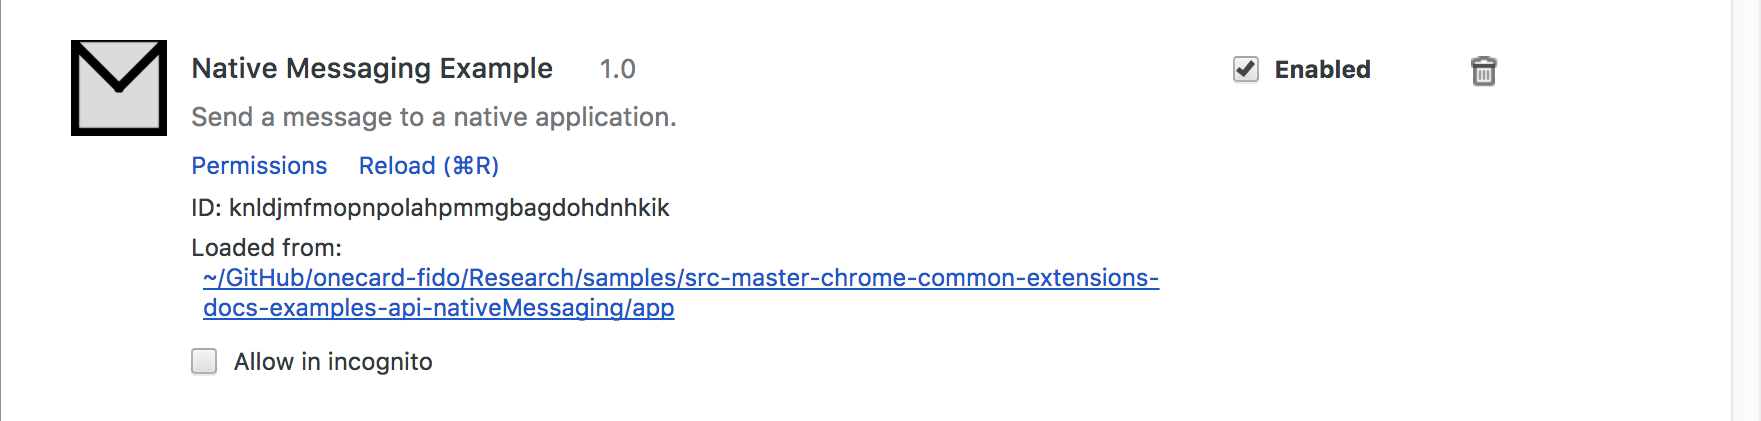 Native Messaging Example 1.0 Enabled
Send a message to a native application.
Permissions Reload (⌘R)
ID: knldjmfmopnpolahpmmgbagdohdnhkik
Loaded from:
~/GitHub/onecard-fido/Research/samples/src-master-chrome-common-extensions-
docs-examples-api-nativeMessaging/app
Allow in incognito